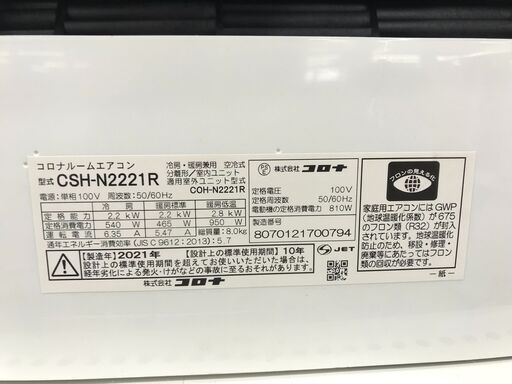 コロナルームエアコン
型式 CSH-N2221R
冷房・暖房兼用 空冷式
分離形／室内ユニット
適用室外ユニット型式
COH-N2221R
電源:単相100V 周波数:50/60Hz
冷房 暖房標準 暖房低温
定格能力 2.2 kW 2.2 kW 2.8 kW
消費電力 540 W 465 W 950 W
運転電流 6.35 A 5.47 A 総質量:8.0kg
通年エネルギー消費効率(JIS C 9612:2013):5.7
PSE 株式会社コロナ
定格電圧: 100V
定格周波数: 50/60Hz
定格消費電力: 810W
製造番号
8070121700794
フロンの見える化
家庭用エアコンにはGWP
(地球温暖化係数)が675
のフロン類(R32)が封入
されています。地球温暖化
防止のため、移設・修理・
廃棄等にあたってはフロン
類の回収が必要です。
【製造年】2021年 【設計上の標準使用期間】10年
設計上の標準使用期間を超えてお使いいただいた場合は、
経年劣化による発火・けがなどの事故に至るおそれがあります。
株式会社コロナ
JET
―紙―